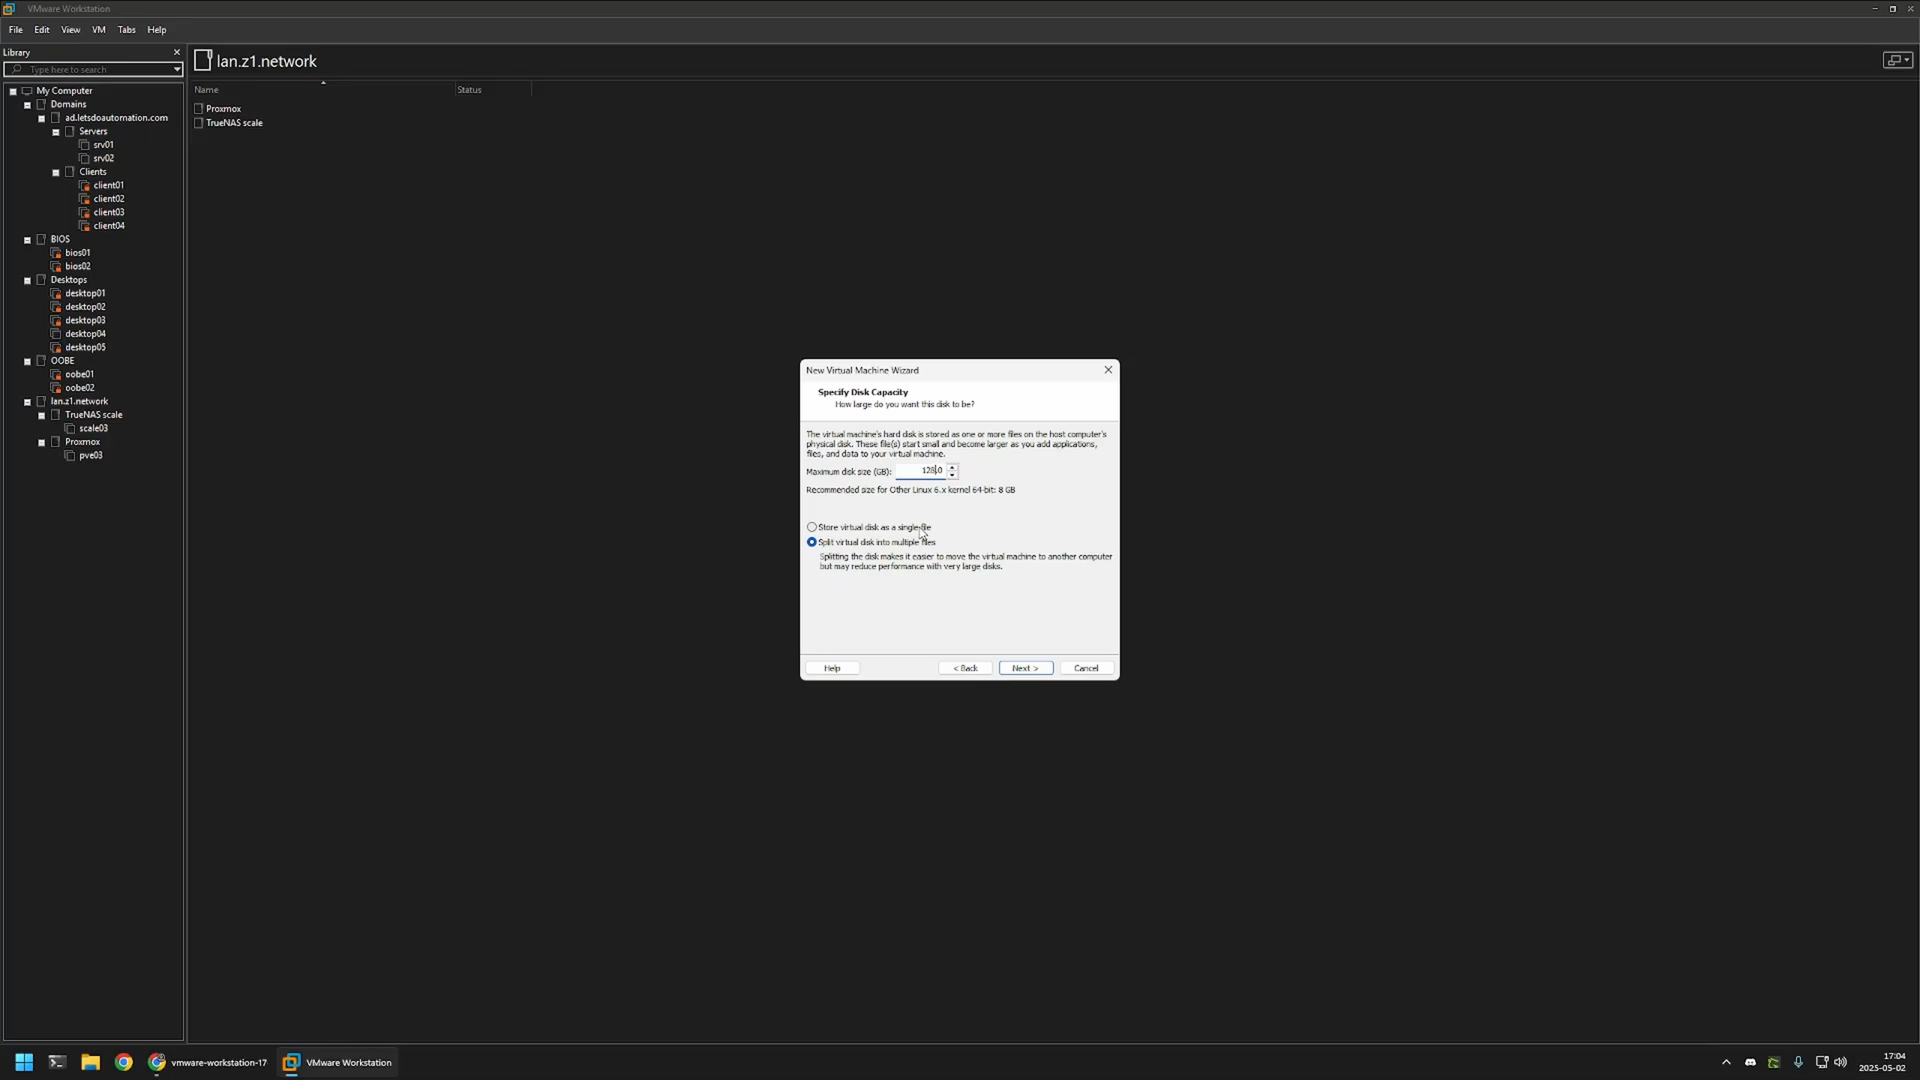 VMware Workstation
File Edit View VM Tabs Help
Library
Type here to search
My Computer
Domains
ad.letsdoautomation.com
Servers
srv01
srv02
Clients
client01
client02
client03
client04
BIOS
bios01
bios02
Desktops
desktop01
desktop02
desktop03
desktop04
desktop05
OOBE
oobe01
oobe02
lan.z1.network
TrueNAS scale
scale03
Proxmox
pve03
lan.z1.network
Name Status
Proxmox
TrueNAS scale
New Virtual Machine Wizard
Specify Disk Capacity
How large do you want this disk to be?
The virtual machine's hard disk is stored as one or more files on the host computer's
physical disk. These file(s) start small and become larger as you add applications,
files, and data to your virtual machine.
Maximum disk size (GB): 128.0
Recommended size for Other Linux 6.x kernel 64-bit: 8 GB
Store virtual disk as a single file
Split virtual disk into multiple files
Splitting the disk makes it easier to move the virtual machine to another computer
but may reduce performance with very large disks.
Help < Back Next > Cancel
vmware-workstation-17 VMware Workstation
17:04
2025-05-02